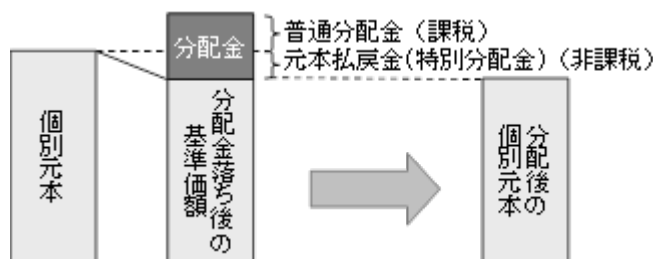 分配金
普通分配金（課税）
元本払戻金(特別分配金)（非課税）
個別元本
分配金落ち後の
基準価額
分配後の
個別元本